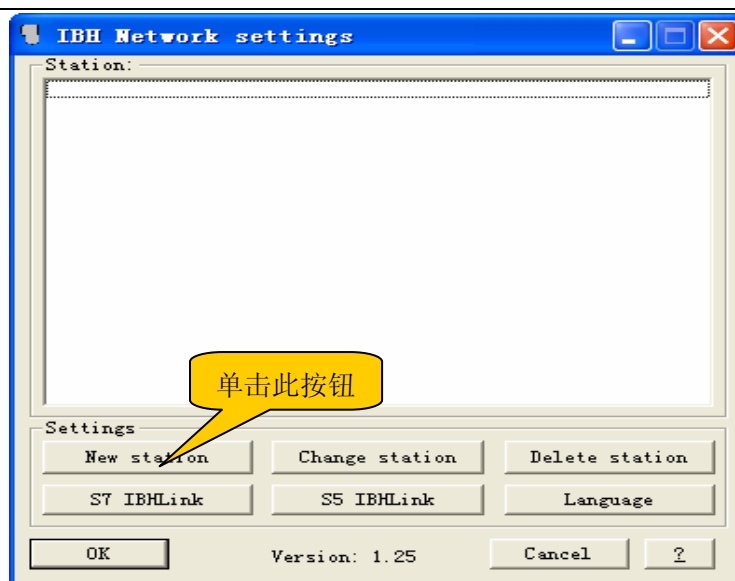 IBH Network settings
Station:
单击此按钮
Settings
New station
Change station
Delete station
S7 IBHLink
S5 IBHLink
Language
OK
Version: 1.25
Cancel
?